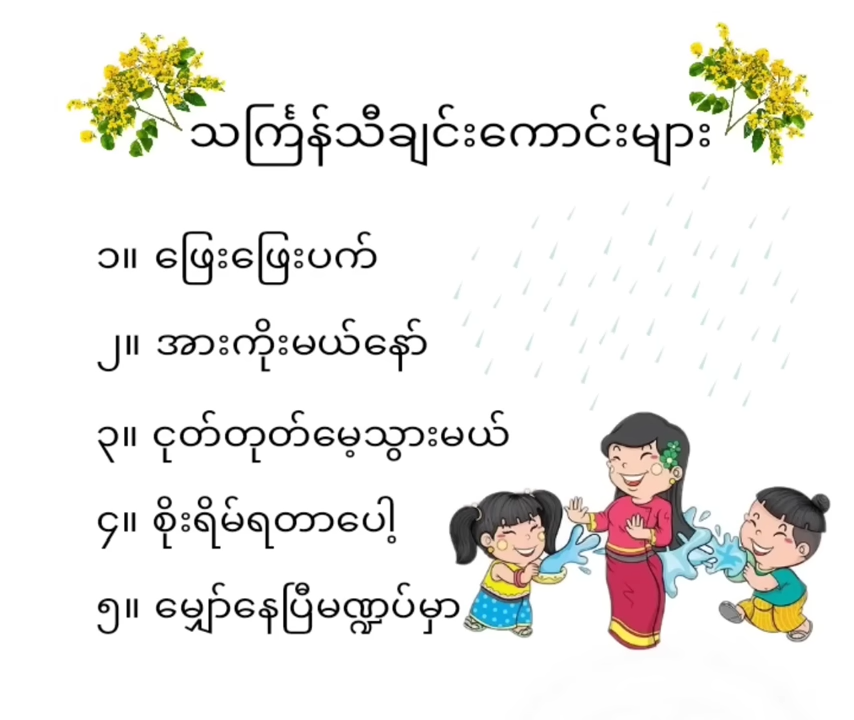 သင်္ကြန်သီချင်းကောင်းများ
၁။ ဖြေးဖြေးပက်
၂။ အားကိုးမယ်နော်
၃။ ငုတ်တုတ်မေ့သွားမယ်
၄။ စိုးရိမ်ရတာပေါ့
၅။ မျှော်နေပြီမဏ္ဍပ်မှာ